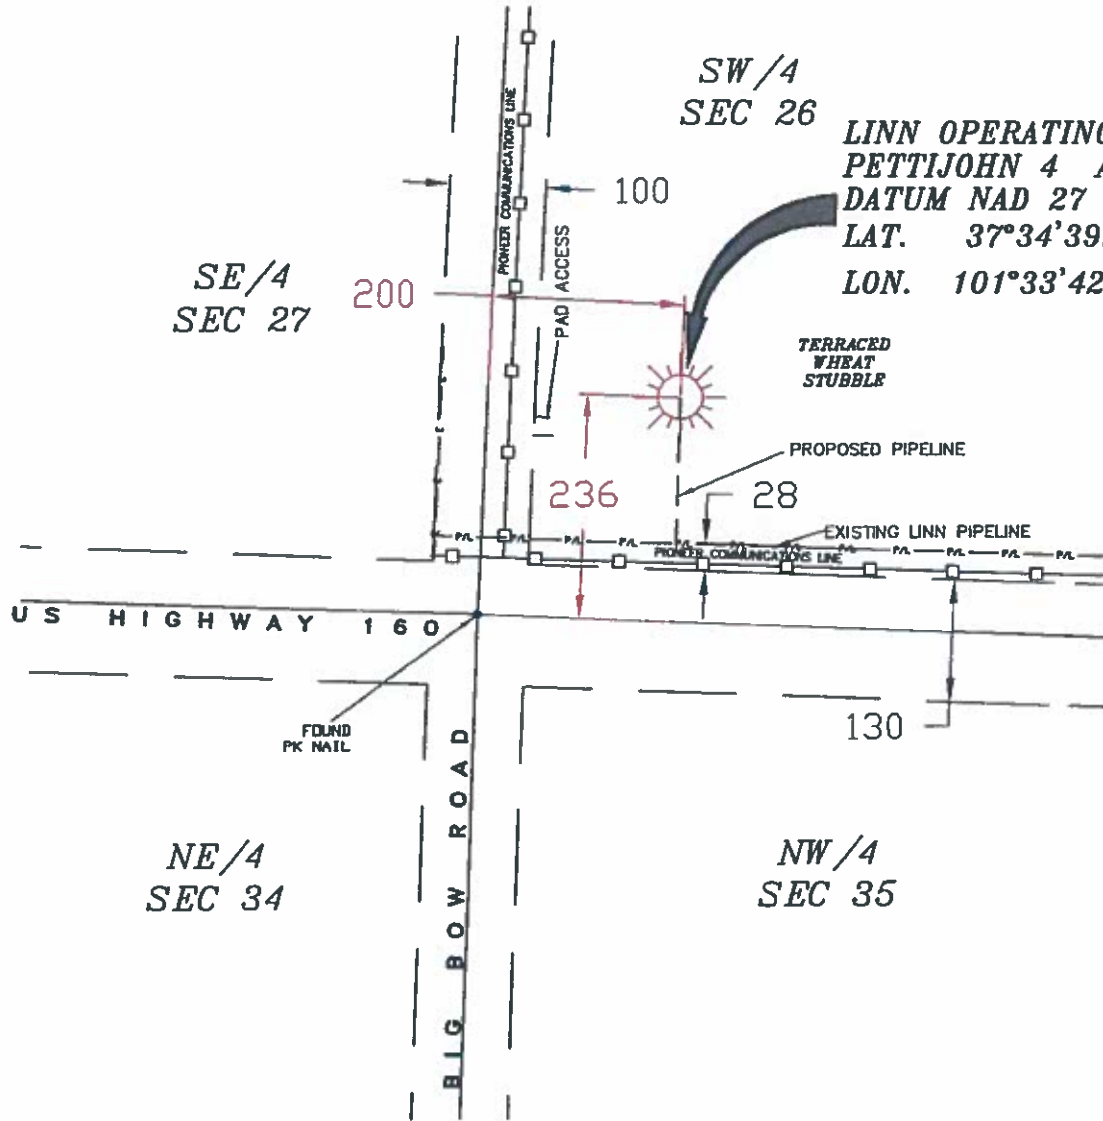 SW/4
SEC 26
LINN OPERATING
PETTIJOHN 4
DATUM NAD 27
LAT. 37°34'39
LON. 101°33'42
PIONEER COMMUNICATIONS LINE
100
PAD ACCESS
SE/4
SEC 27
200
TERRACED
WHEAT
STUBBLE
PROPOSED PIPELINE
236
28
EXISTING LINN PIPELINE
P/L P/L P/L P/L P/L P/L P/L P/L P/L P/L P/L P/L
PIONEER COMMUNICATIONS LINE
US HIGHWAY 160
FOUND
PK NAIL
130
BIG BOW ROAD
NE/4
SEC 34
NW/4
SEC 35